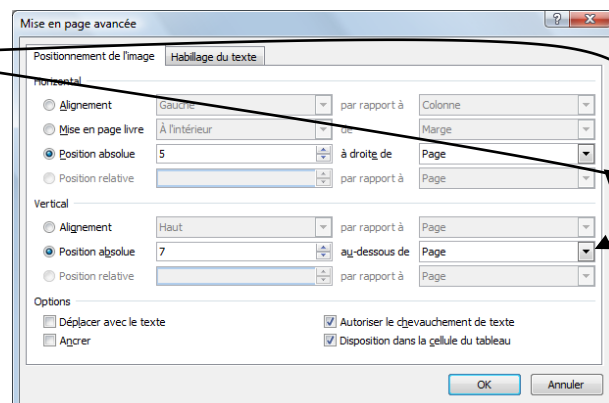 Mise en page avancée
Positionnement de l'image Habillage du texte
Horizontal
Alignement Gauche par rapport à Colonne
Mise en page livre À l'intérieur de Marge
Position absolue 5 à droite de Page
Position relative par rapport à Page
Vertical
Alignement Haut par rapport à Page
Position absolue 7 au-dessous de Page
Position relative par rapport à Page
Options
Déplacer avec le texte Autoriser le chevauchement de texte
Ancrer Disposition dans la cellule du tableau
OK Annuler